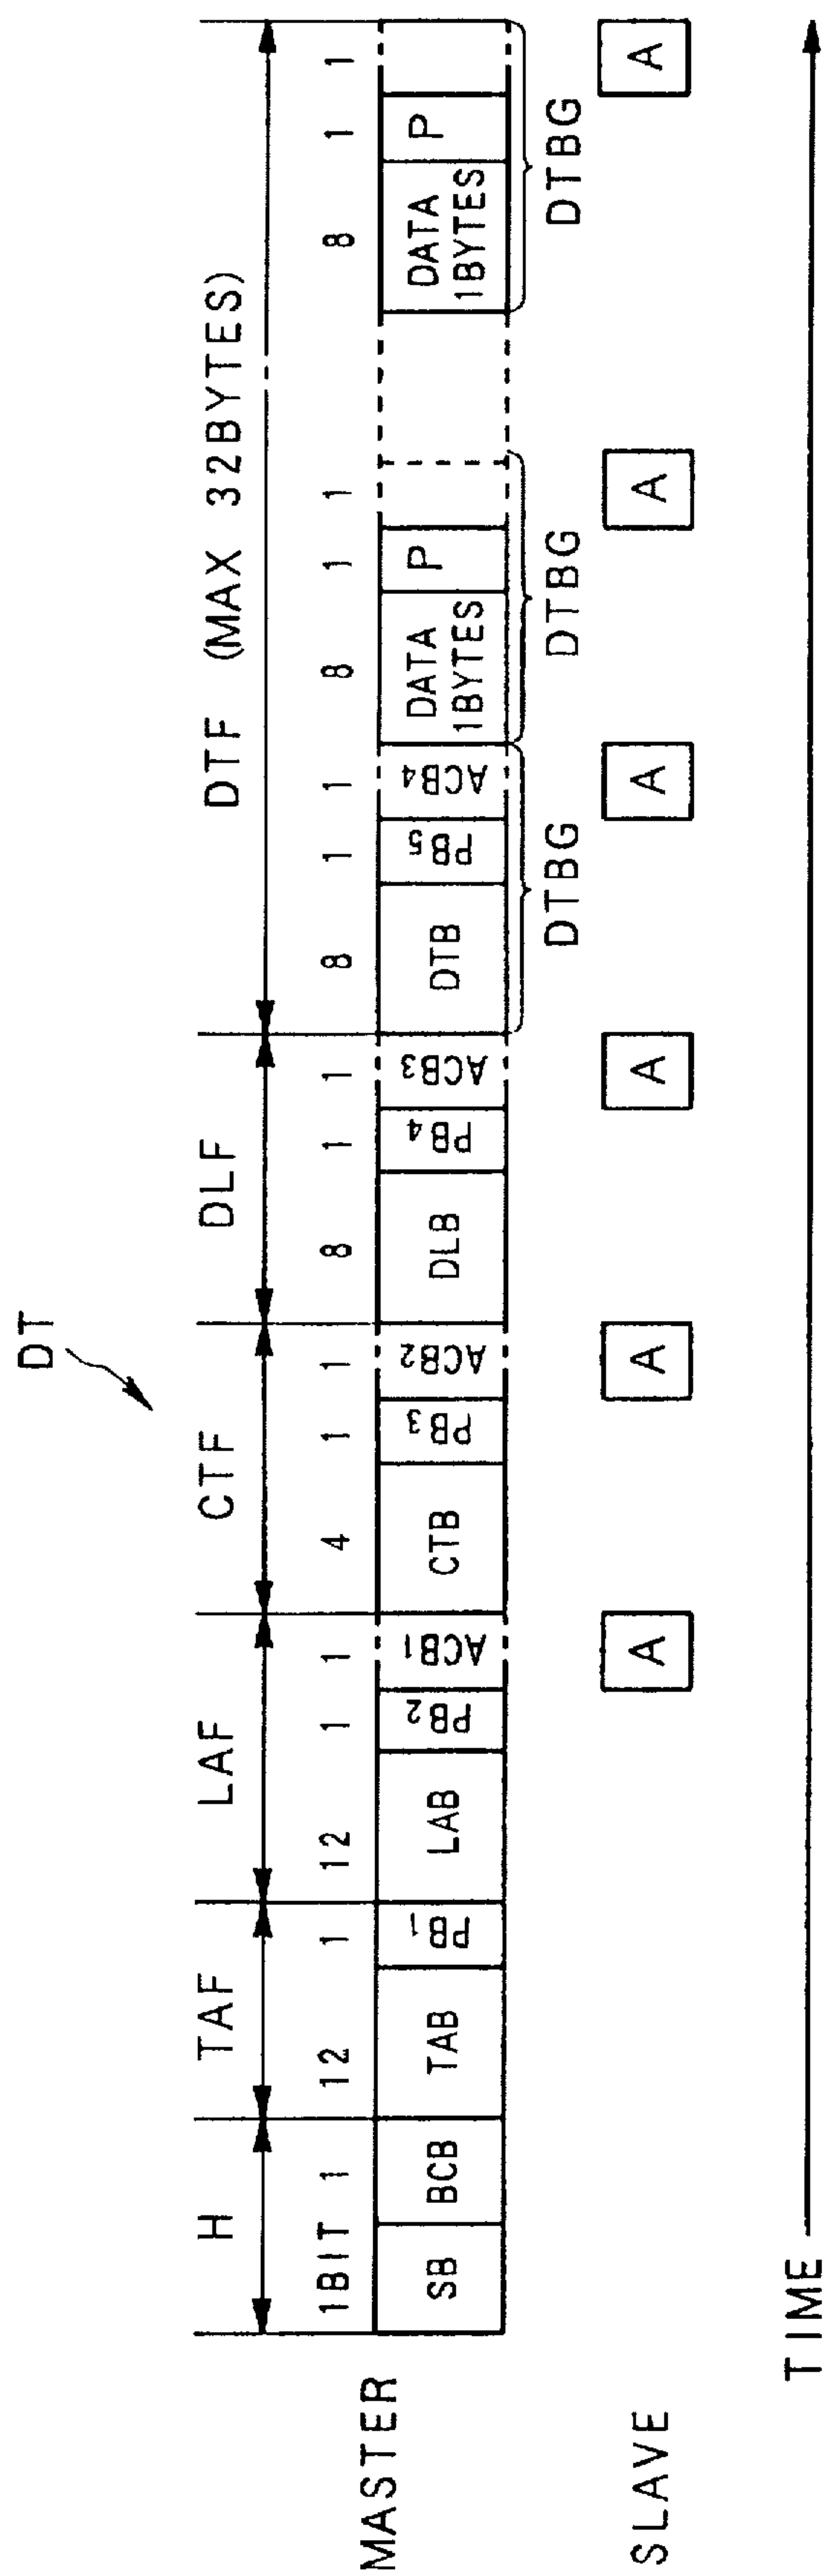 DT
H TAF LAF CTF DLF DTF (MAX 32BYTES)
1BIT 1 12 1 12 1 1 4 1 1 8 1 1 8 1 1 8 1 1 8 1 1
MASTER SB BCB TAB PB1 LAB PB2 ACB1 CTB PB3 ACB2 DLB PB4 ACB3 DTB PB5 ACB4 DATA 1BYTES P DATA 1BYTES P
DTBG DTBG DTBG
SLAVE A A A A A A
TIME